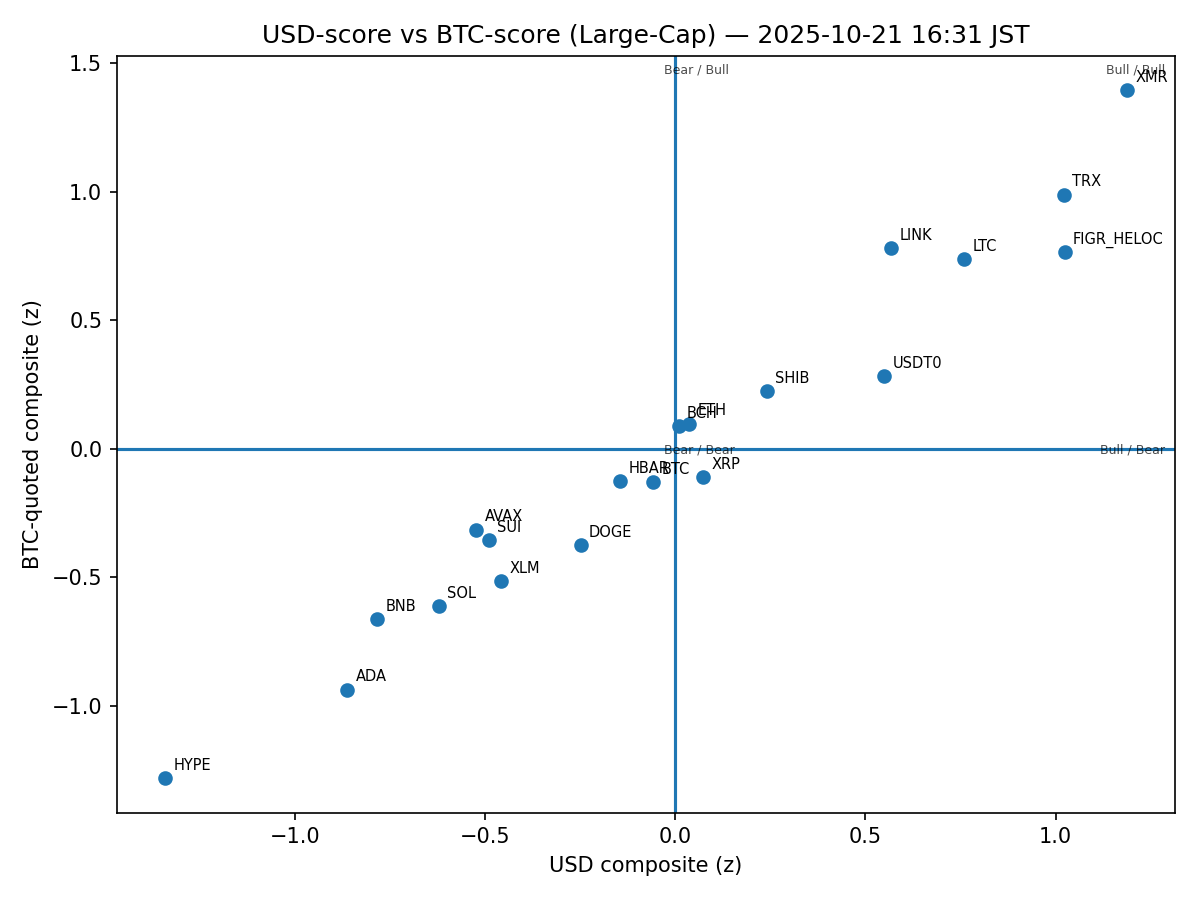 USD-score vs BTC-score (Large-Cap) — 2025-10-21 16:31 JST
1.5
Bear / Bull
Bull / Bull
XMR
1.0
TRX
LINK
FIGR_HELOC
LTC
0.5
USDT0
SHIB
BCH
ETH
0.0
Bear / Bear
Bull / Bear
HBAR
BTC
XRP
AVAX
SUI
DOGE
−0.5
XLM
SOL
BNB
ADA
−1.0
HYPE
BTC-quoted composite (z)
−1.0
−0.5
0.0
0.5
1.0
USD composite (z)